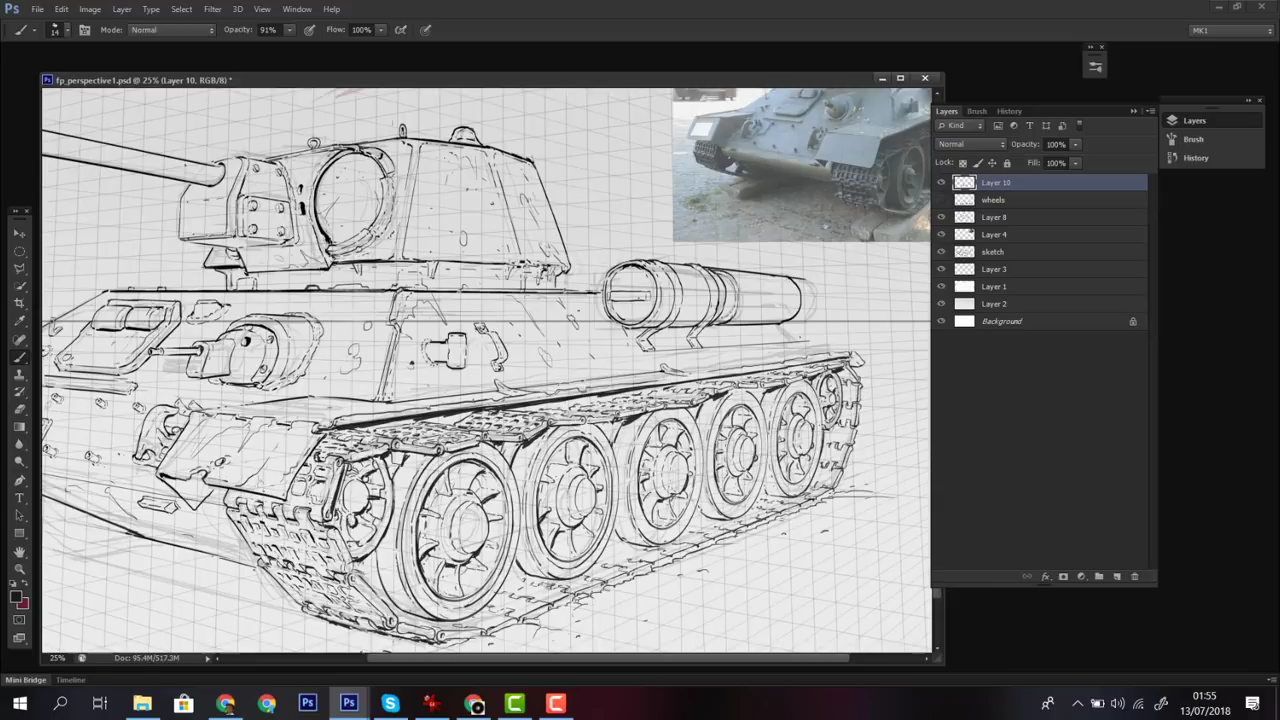 Ps File Edit Image Layer Type Select Filter 3D View Window Help
14 Mode: Normal Opacity: 91% Flow: 100% MK1
fp_perspective1.psd @ 25% (Layer 10, RGB/8) *
Layers Brush History
Kind
Normal Opacity: 100%
Lock: Fill: 100%
Layer 10
wheels
Layer 8
Layer 4
sketch
Layer 3
Layer 1
Layer 2
Background
Layers
Brush
History
3
25% Doc: 95.4M/517.3M
Mini Bridge Timeline
01:55
13/07/2018